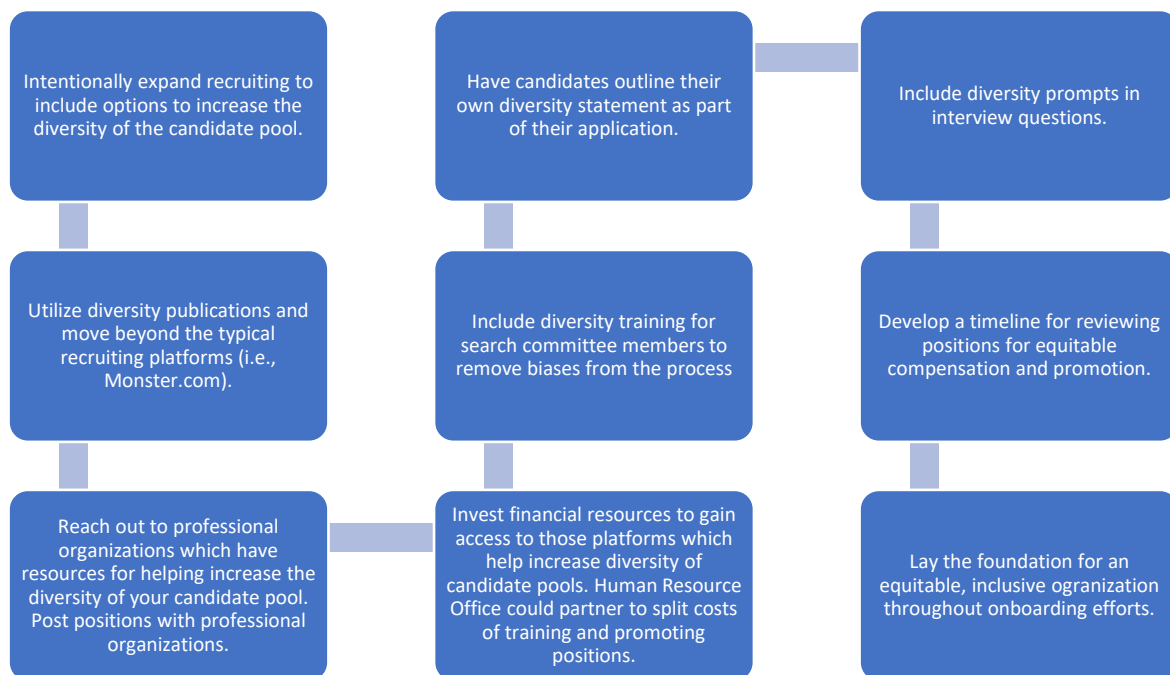 Intentionally expand recruiting to
include options to increase the
diversity of the candidate pool.
Utilize diversity publications and
move beyond the typical
recruiting platforms (i.e.,
Monster.com).
Reach out to professional
organizations which have
resources for helping increase the
diversity of your candidate pool.
Post positions with professional
organizations.
Invest financial resources to gain
access to those platforms which
help increase diversity of
candidate pools. Human Resource
Office could partner to split costs
of training and promoting
positions.
Include diversity training for
search committee members to
remove biases from the process
Have candidates outline their
own diversity statement as part
of their application.
Include diversity prompts in
interview questions.
Develop a timeline for reviewing
positions for equitable
compensation and promotion.
Lay the foundation for an
equitable, inclusive ogranization
throughout onboarding efforts.